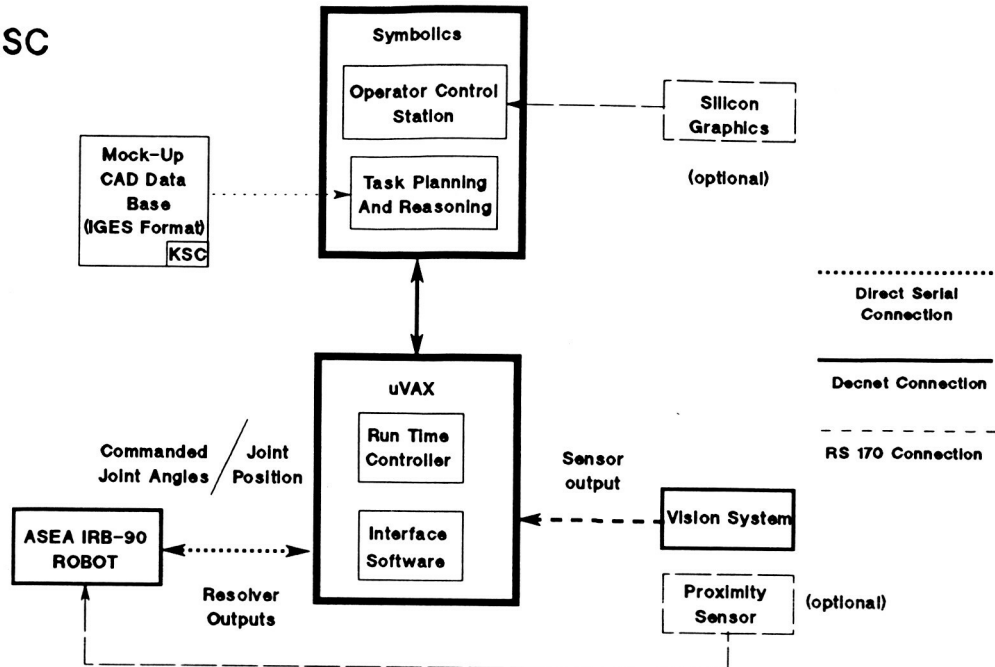 SC
Symbolics
Operator Control
Station
Task Planning
And Reasoning
Silicon
Graphics
(optional)
Mock-Up
CAD Data
Base
(IGES Format)
KSC
Direct Serial
Connection
Decnet Connection
RS 170 Connection
uVAX
Run Time
Controller
Interface
Software
Commanded
Joint Angles
/
Joint
Position
ASEA IRB-90
ROBOT
Resolver
Outputs
Sensor
output
Vision System
Proximity
Sensor
(optional)